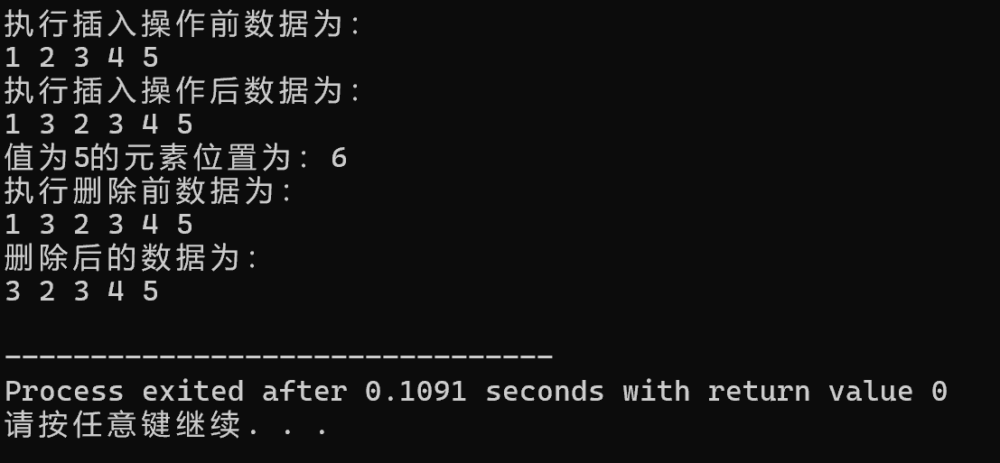 执行插入操作前数据为:
1 2 3 4 5
执行插入操作后数据为:
1 3 2 3 4 5
值为5的元素位置为: 6
执行删除前数据为:
1 3 2 3 4 5
删除后的数据为:
3 2 3 4 5
--------------------------------
Process exited after 0.1091 seconds with return value 0
请按任意键继续. . .